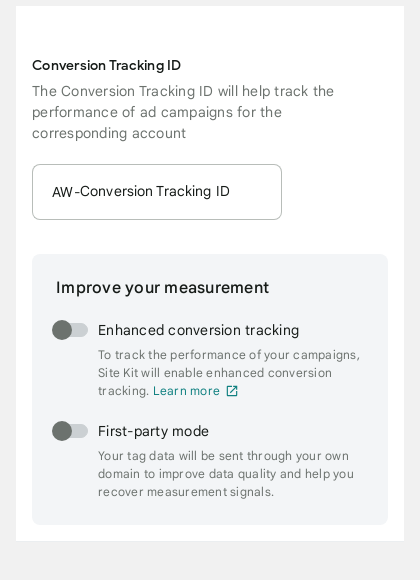 Conversion Tracking ID
The Conversion Tracking ID will help track the
performance of ad campaigns for the
corresponding account
AW-Conversion Tracking ID
Improve your measurement
Enhanced conversion tracking
To track the performance of your campaigns,
Site Kit will enable enhanced conversion
tracking. Learn more
First-party mode
Your tag data will be sent through your own
domain to improve data quality and help you
recover measurement signals.